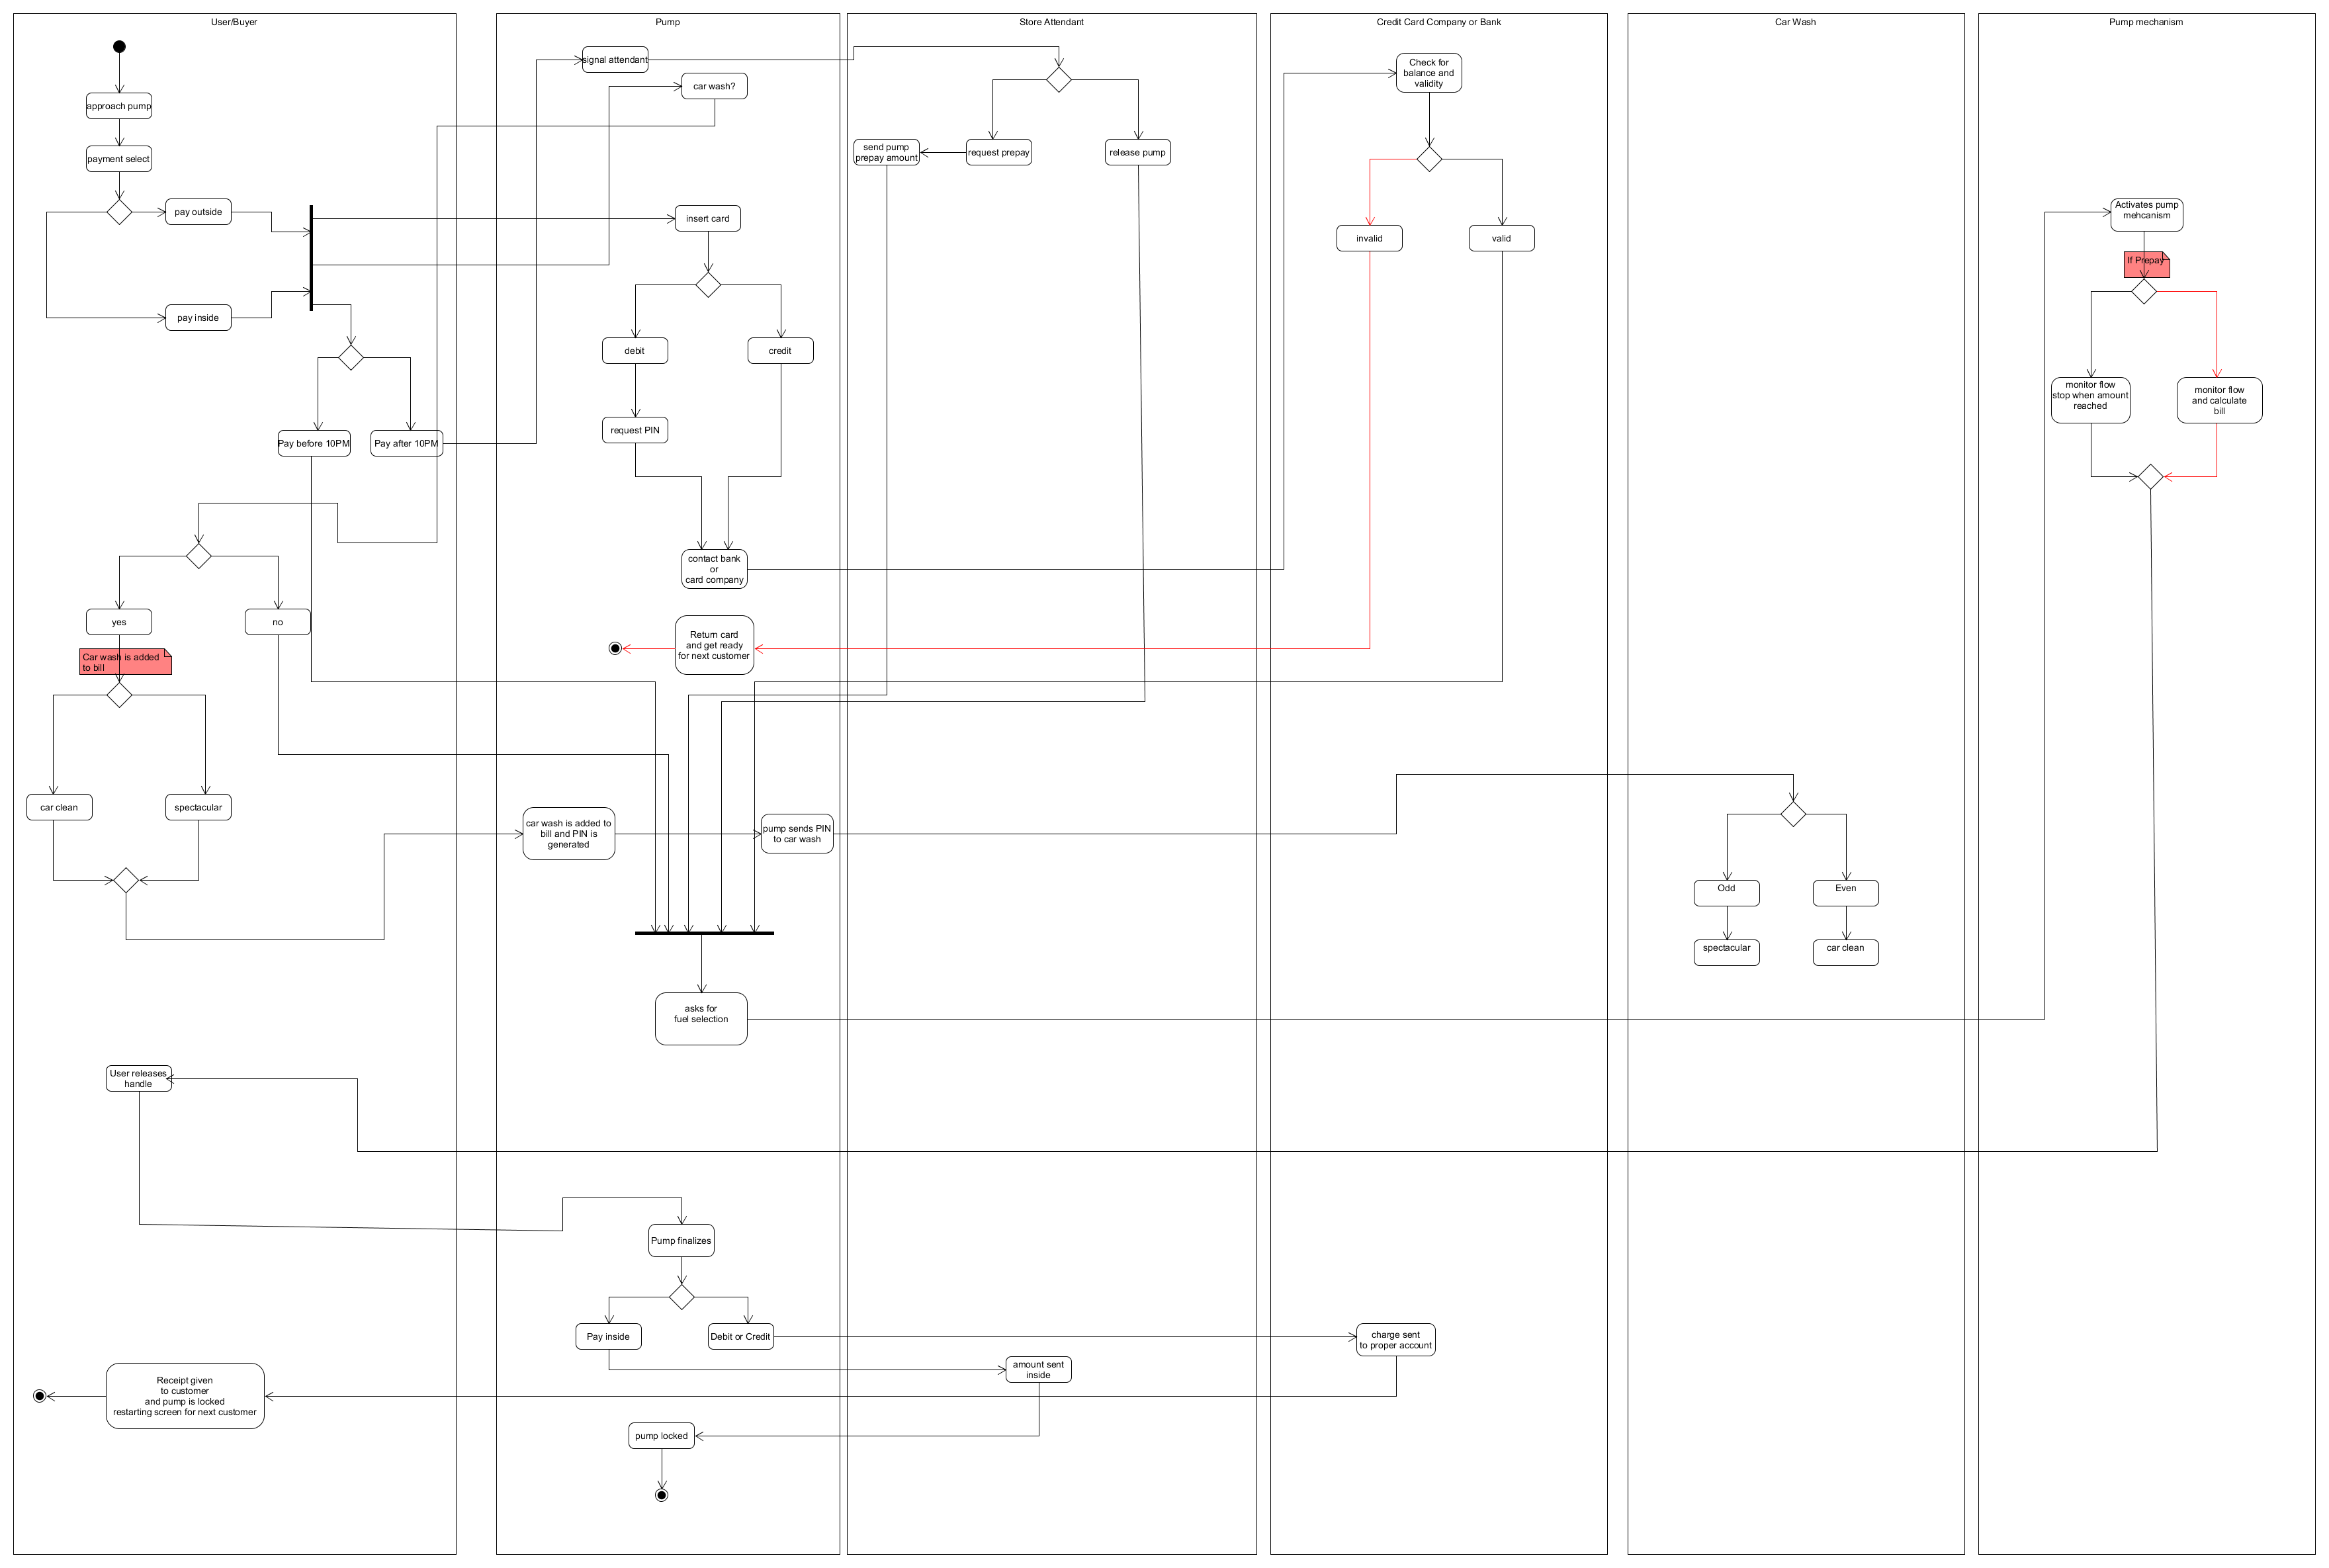 User/Buyer
Pump
Store Attendant
Credit Card Company or Bank
Car Wash
Pump mechanism
approach pump
payment select
pay outside
pay inside
Pay before 10PM
Pay after 10PM
yes
no
Car wash is added
to bill
car clean
spectacular
User releases
handle
Receipt given
to customer
and pump is locked
restarting screen for next customer
signal attendant
car wash?
insert card
debit
credit
request PIN
contact bank
or
card company
Return card
and get ready
for next customer
car wash is added to
bill and PIN is
generated
pump sends PIN
to car wash
asks for
fuel selection
Pump finalizes
Pay inside
Debit or Credit
pump locked
send pump
prepay amount
request prepay
release pump
amount sent
inside
Check for
balance and
validity
invalid
valid
charge sent
to proper account
Odd
Even
spectacular
car clean
Activates pump
mehcanism
If Prepay
monitor flow
stop when amount
reached
monitor flow
and calculate
bill